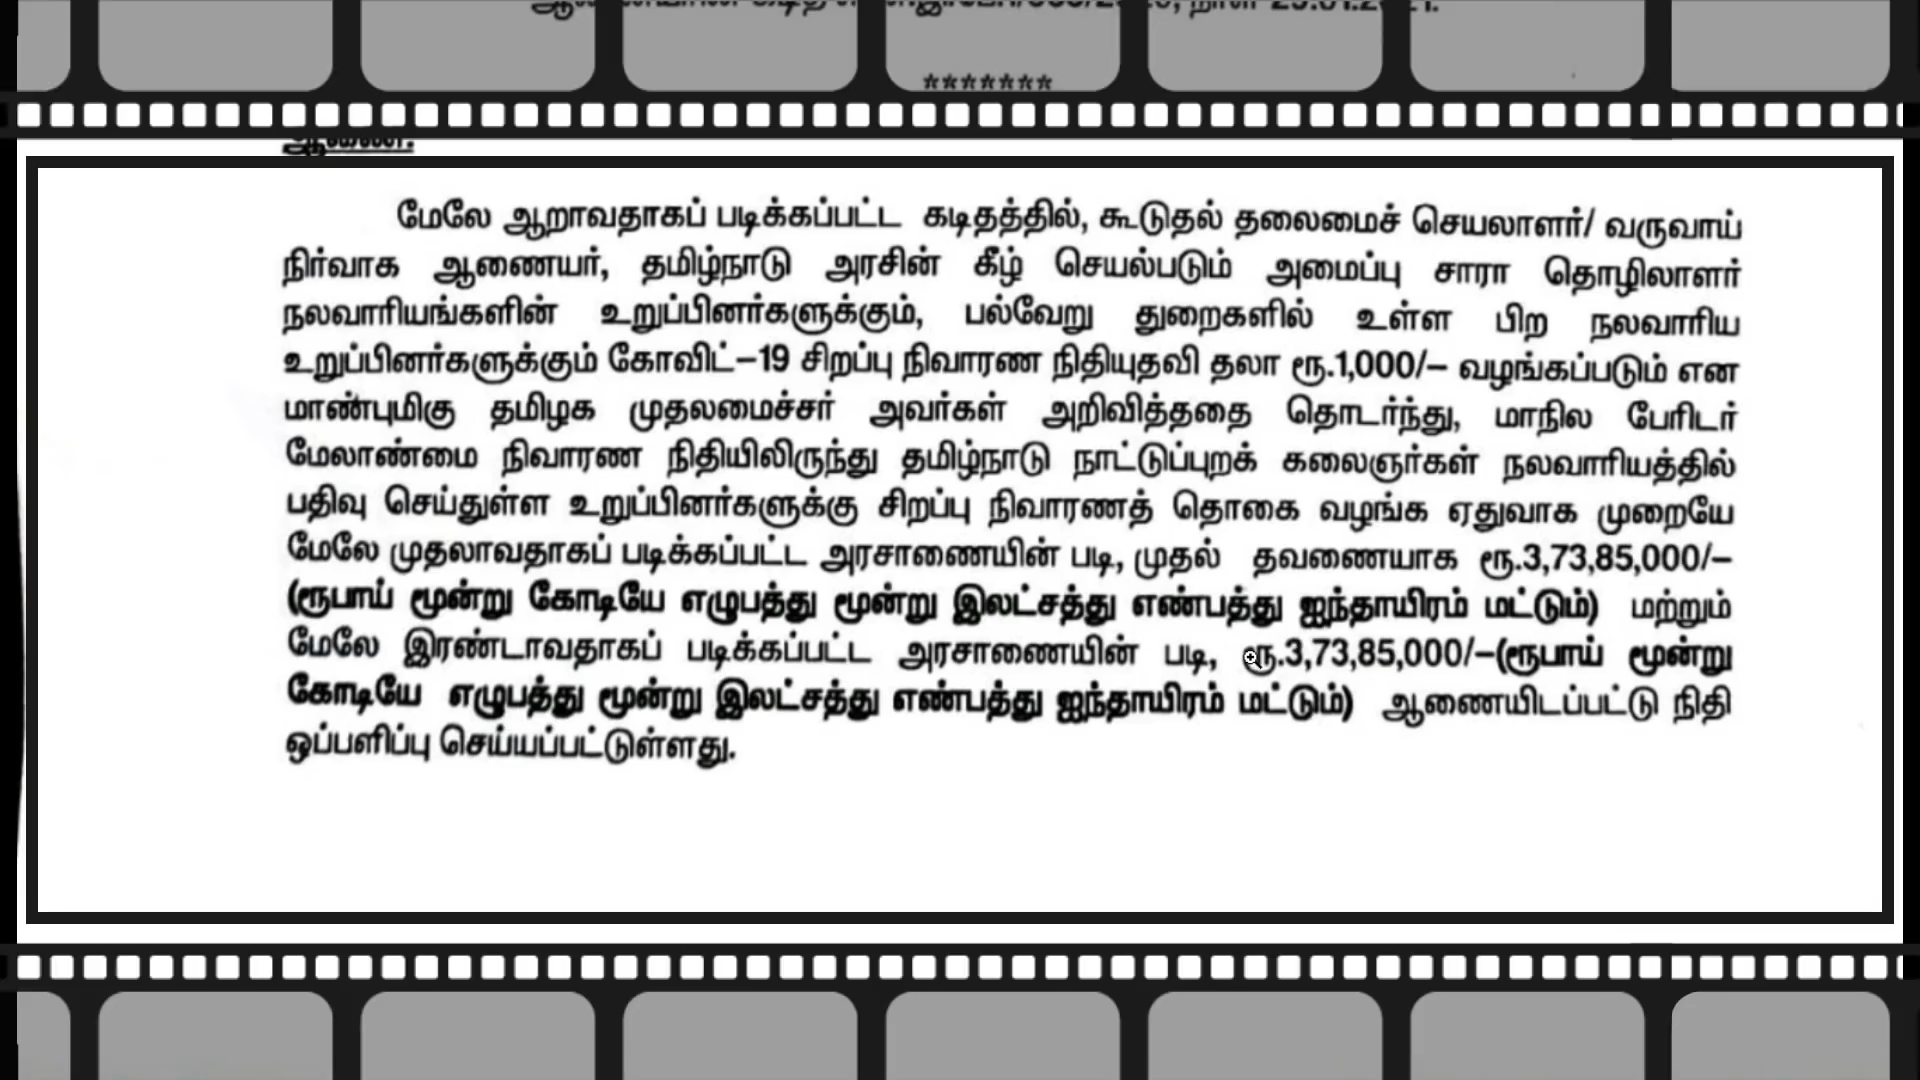 *******
ஆணை:
மேலே ஆறாவதாகப் படிக்கப்பட்ட கடிதத்தில், கூடுதல் தலைமைச் செயலாளர்/ வருவாய்
நிர்வாக ஆணையர், தமிழ்நாடு அரசின் கீழ் செயல்படும் அமைப்பு சாரா தொழிலாளர்
நலவாரியங்களின் உறுப்பினர்களுக்கும், பல்வேறு துறைகளில் உள்ள பிற நலவாரிய
உறுப்பினர்களுக்கும் கோவிட்–19 சிறப்பு நிவாரண நிதியுதவி தலா ரூ.1,000/– வழங்கப்படும் என
மாண்புமிகு தமிழக முதலமைச்சர் அவர்கள் அறிவித்ததை தொடர்ந்து, மாநில பேரிடர்
மேலாண்மை நிவாரண நிதியிலிருந்து தமிழ்நாடு நாட்டுப்புறக் கலைஞர்கள் நலவாரியத்தில்
பதிவு செய்துள்ள உறுப்பினர்களுக்கு சிறப்பு நிவாரணத் தொகை வழங்க ஏதுவாக முறையே
மேலே முதலாவதாகப் படிக்கப்பட்ட அரசாணையின் படி, முதல் தவணையாக ரூ.3,73,85,000/–
(ரூபாய் மூன்று கோடியே எழுபத்து மூன்று இலட்சத்து எண்பத்து ஐந்தாயிரம் மட்டும்) மற்றும்
மேலே இரண்டாவதாகப் படிக்கப்பட்ட அரசாணையின் படி, ரூ.3,73,85,000/–(ரூபாய் மூன்று
கோடியே எழுபத்து மூன்று இலட்சத்து எண்பத்து ஐந்தாயிரம் மட்டும்) ஆணையிடப்பட்டு நிதி
ஒப்பளிப்பு செய்யப்பட்டுள்ளது.